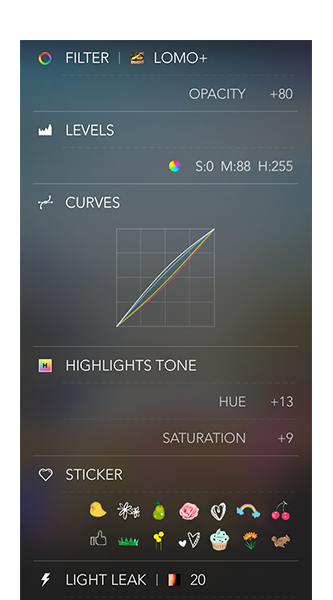 FILTER | LOMO+
OPACITY +80
LEVELS
S:0 M:88 H:255
CURVES
HIGHLIGHTS TONE
HUE +13
SATURATION +9
STICKER
LIGHT LEAK | 20